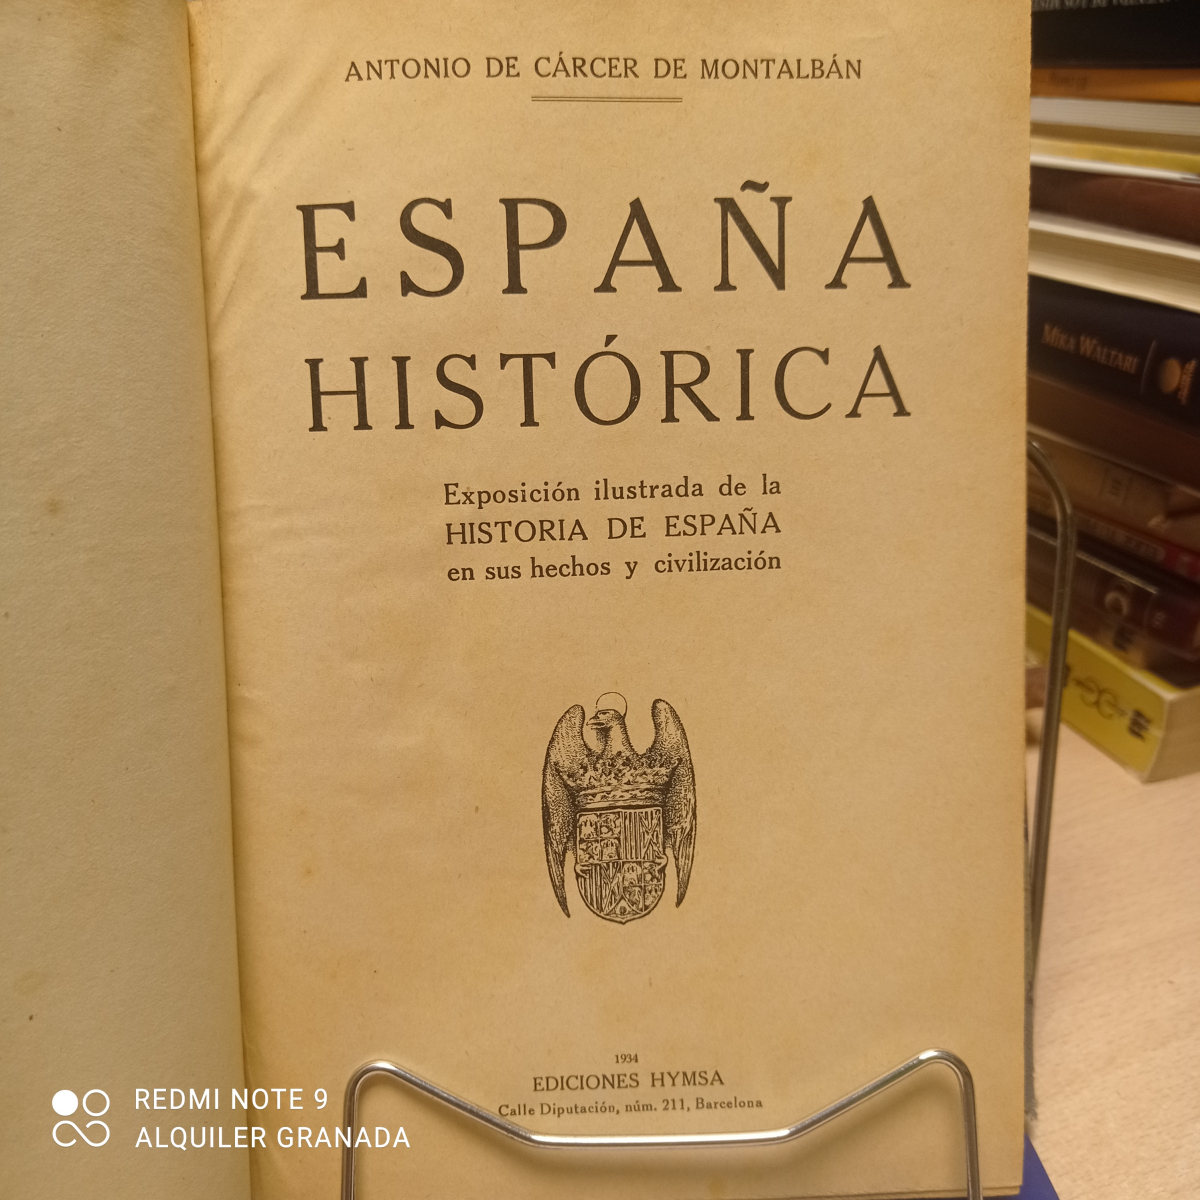 ANTONIO DE CÁRCER DE MONTALBÁN
ESPAÑA
HISTÓRICA
Exposición ilustrada de la
HISTORIA DE ESPAÑA
en sus hechos y civilización
1934
EDICIONES HYMSA
Calle Diputación, núm. 211, Barcelona
MIKA WALTARI
REDMI NOTE 9
ALQUILER GRANADA